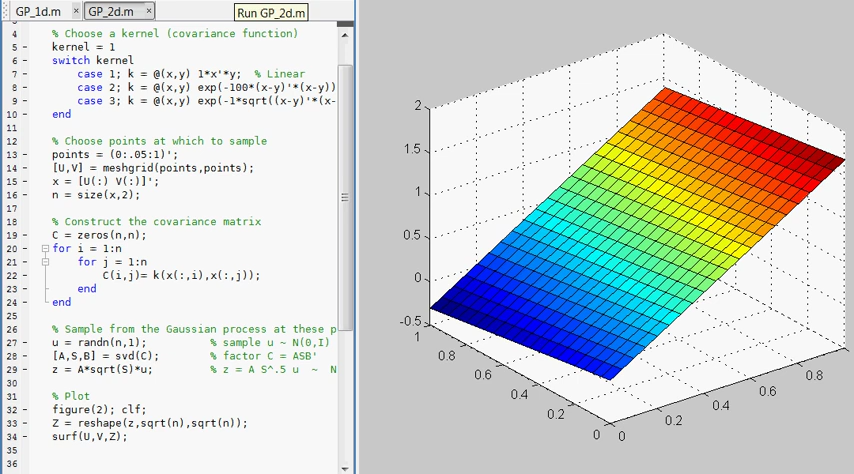 GP_1d.m × GP_2d.m ×
Run GP_2d.m
4 - % Choose a kernel (covariance function)
5 - kernel = 1
6 - switch kernel
7 - case 1; k = @(x,y) 1*x'*y; % Linear
8 - case 2; k = @(x,y) exp(-100*(x-y)'*(x-y))
9 - case 3; k = @(x,y) exp(-1*sqrt((x-y)'*(x-
10 - end
11
12 % Choose points at which to sample
13 - points = (0:.05:1)';
14 - [U,V] = meshgrid(points,points);
15 - x = [U(:) V(:)]';
16 - n = size(x,2);
17
18 % Construct the covariance matrix
19 - C = zeros(n,n);
20 - for i = 1:n
21 - for j = 1:n
22 - C(i,j)= k(x(:,i),x(:,j));
23 - end
24 - end
25
26 % Sample from the Gaussian process at these p
27 - u = randn(n,1); % sample u ~ N(0,I)
28 - [A,S,B] = svd(C); % factor C = ASB'
29 - z = A*sqrt(S)*u; % z = A S^.5 u ~ N
30
31 % Plot
32 - figure(2); clf;
33 - Z = reshape(z,sqrt(n),sqrt(n));
34 - surf(U,V,Z);
35
36
2
1.5
1
0.5
0
-0.5
1
0.8
0.6
0.4
0.2
0
0
0.2
0.4
0.6
0.8